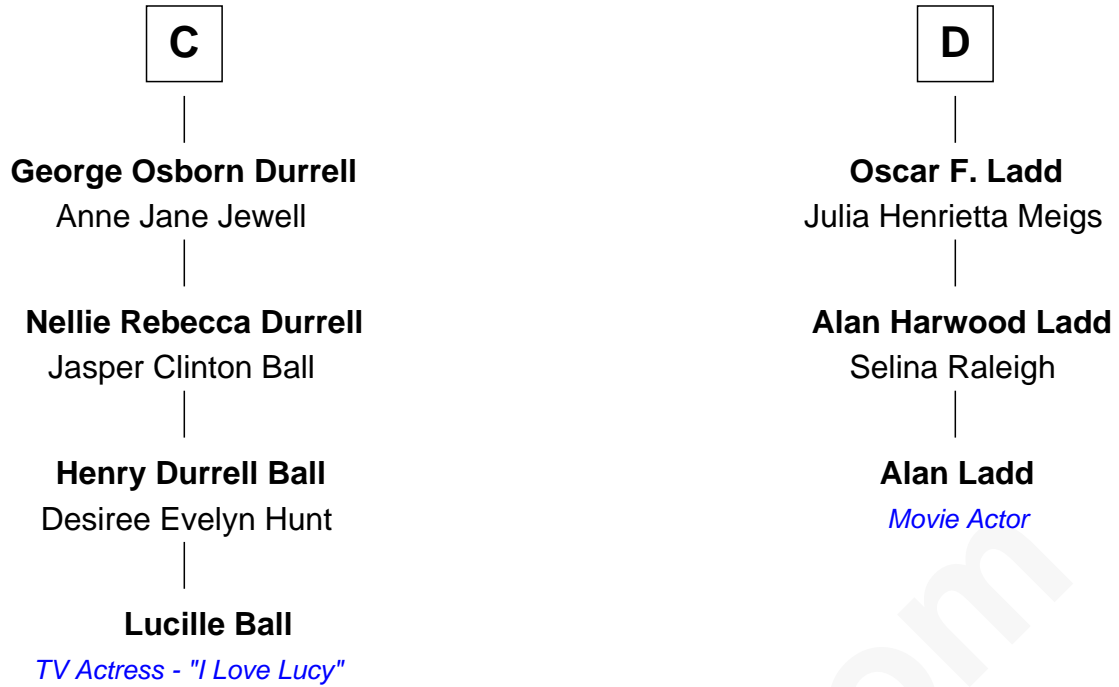 C
George Osborn Durrell
Anne Jane Jewell
Nellie Rebecca Durrell
Jasper Clinton Ball
Henry Durrell Ball
Desiree Evelyn Hunt
Lucille Ball
TV Actress - "I Love Lucy"
D
Oscar F. Ladd
Julia Henrietta Meigs
Alan Harwood Ladd
Selina Raleigh
Alan Ladd
Movie Actor
om